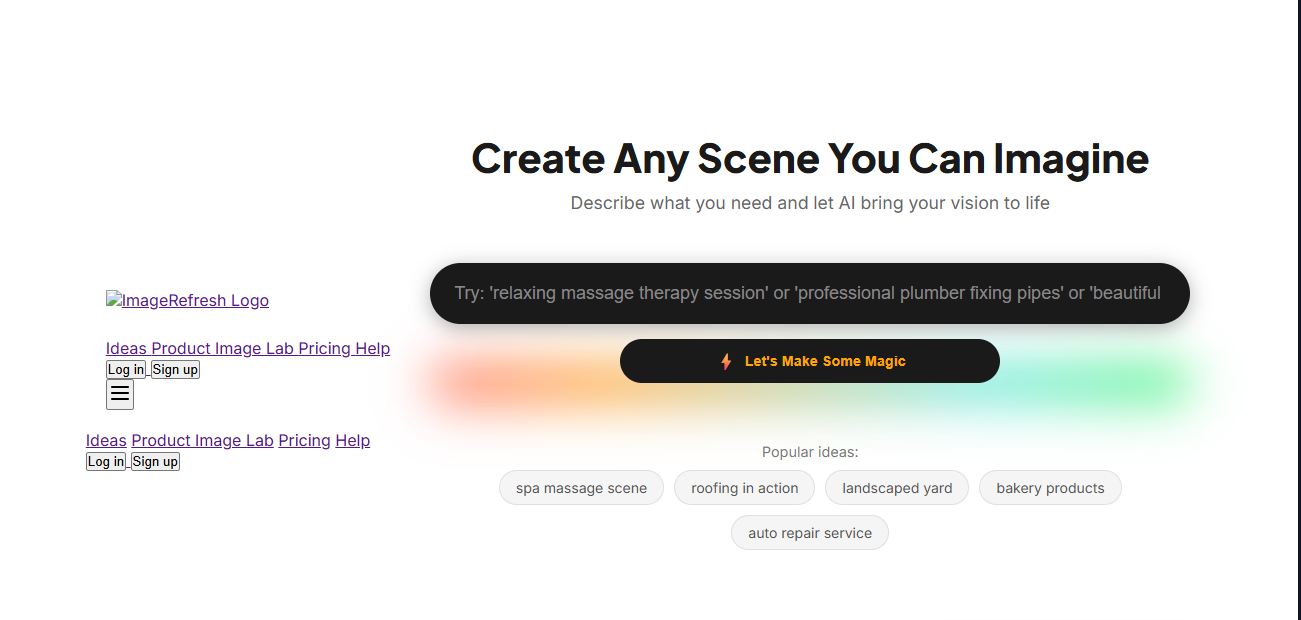 Create Any Scene You Can Imagine
Describe what you need and let AI bring your vision to life
Try: 'relaxing massage therapy session' or 'professional plumber fixing pipes' or 'beautiful
Let's Make Some Magic
Popular ideas:
spa massage scene
roofing in action
landscaped yard
bakery products
auto repair service
ImageRefresh Logo
Ideas Product Image Lab Pricing Help
Log in Sign up
Ideas Product Image Lab Pricing Help
Log in Sign up